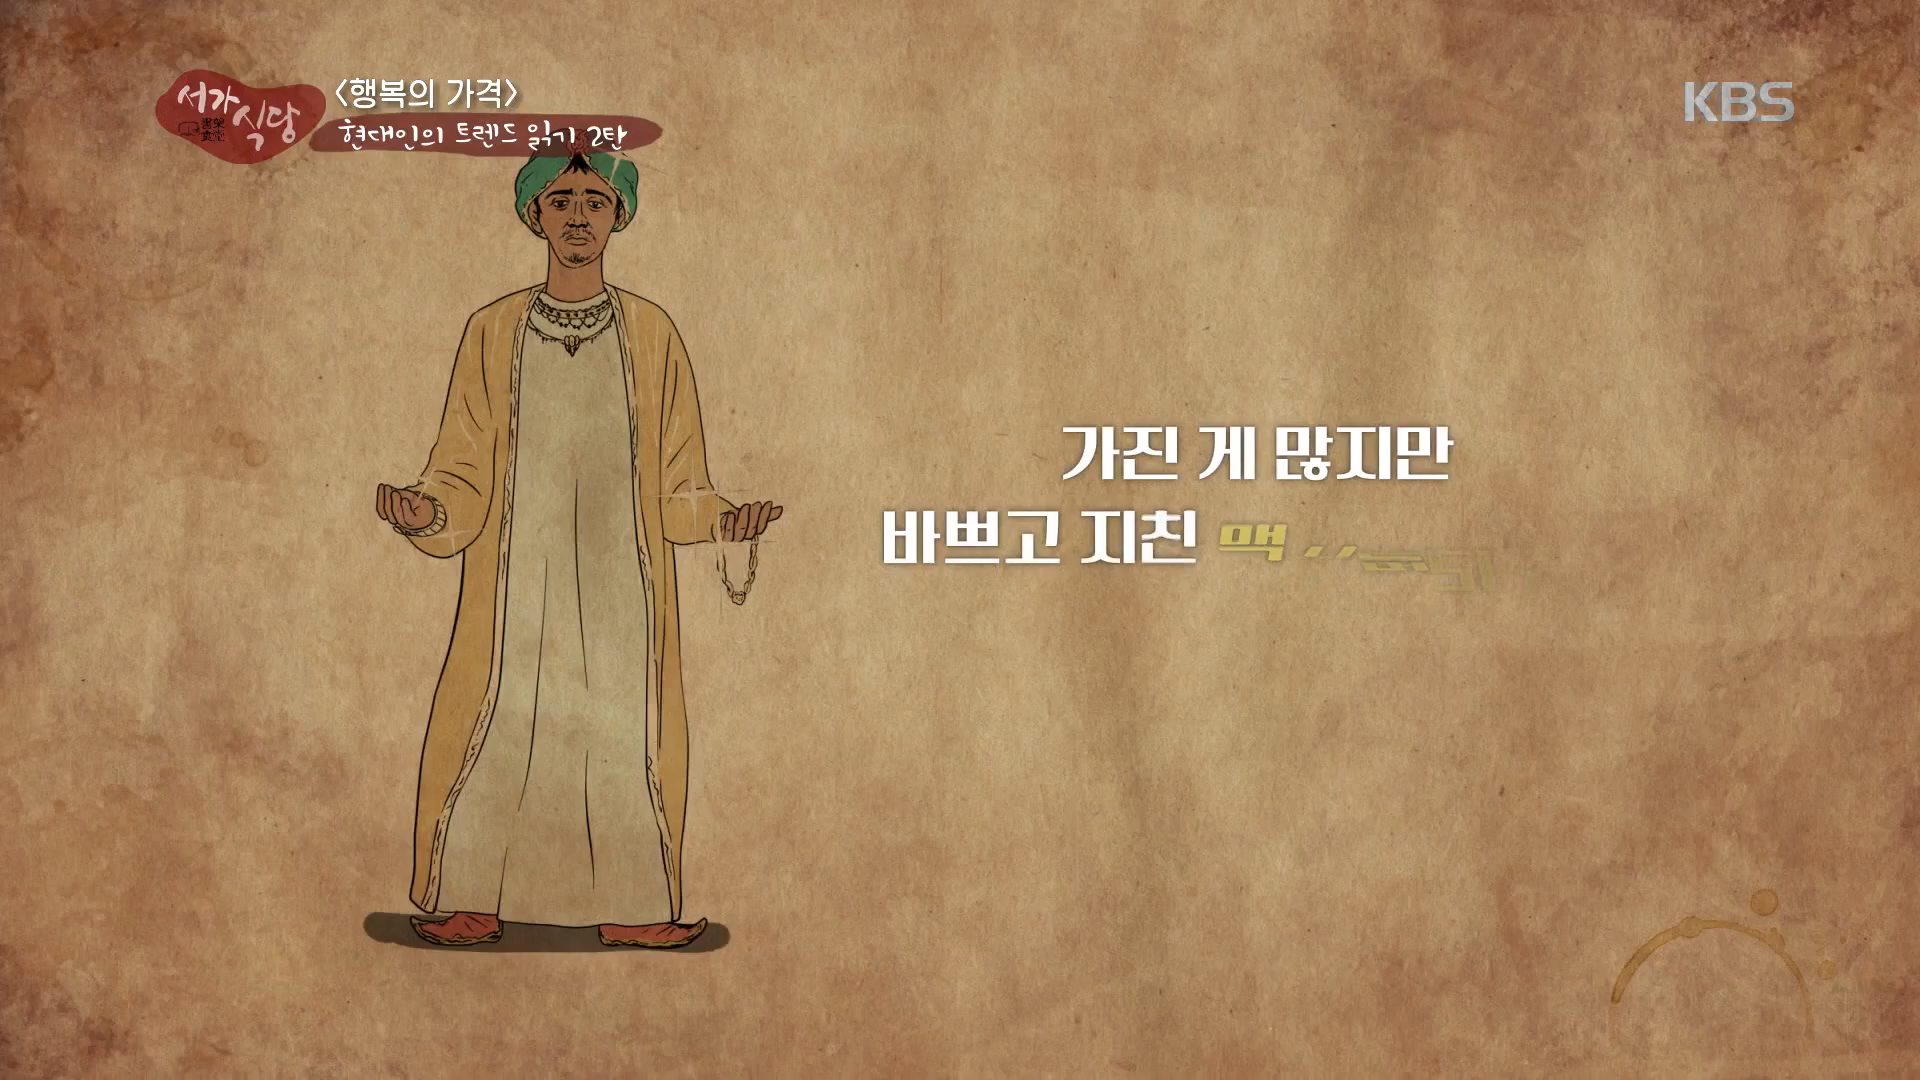 서가
식당
<행복의 가격>
현대인의 트렌드 읽기 2탄
KBS
가진 게 많지만
바쁘고 지친